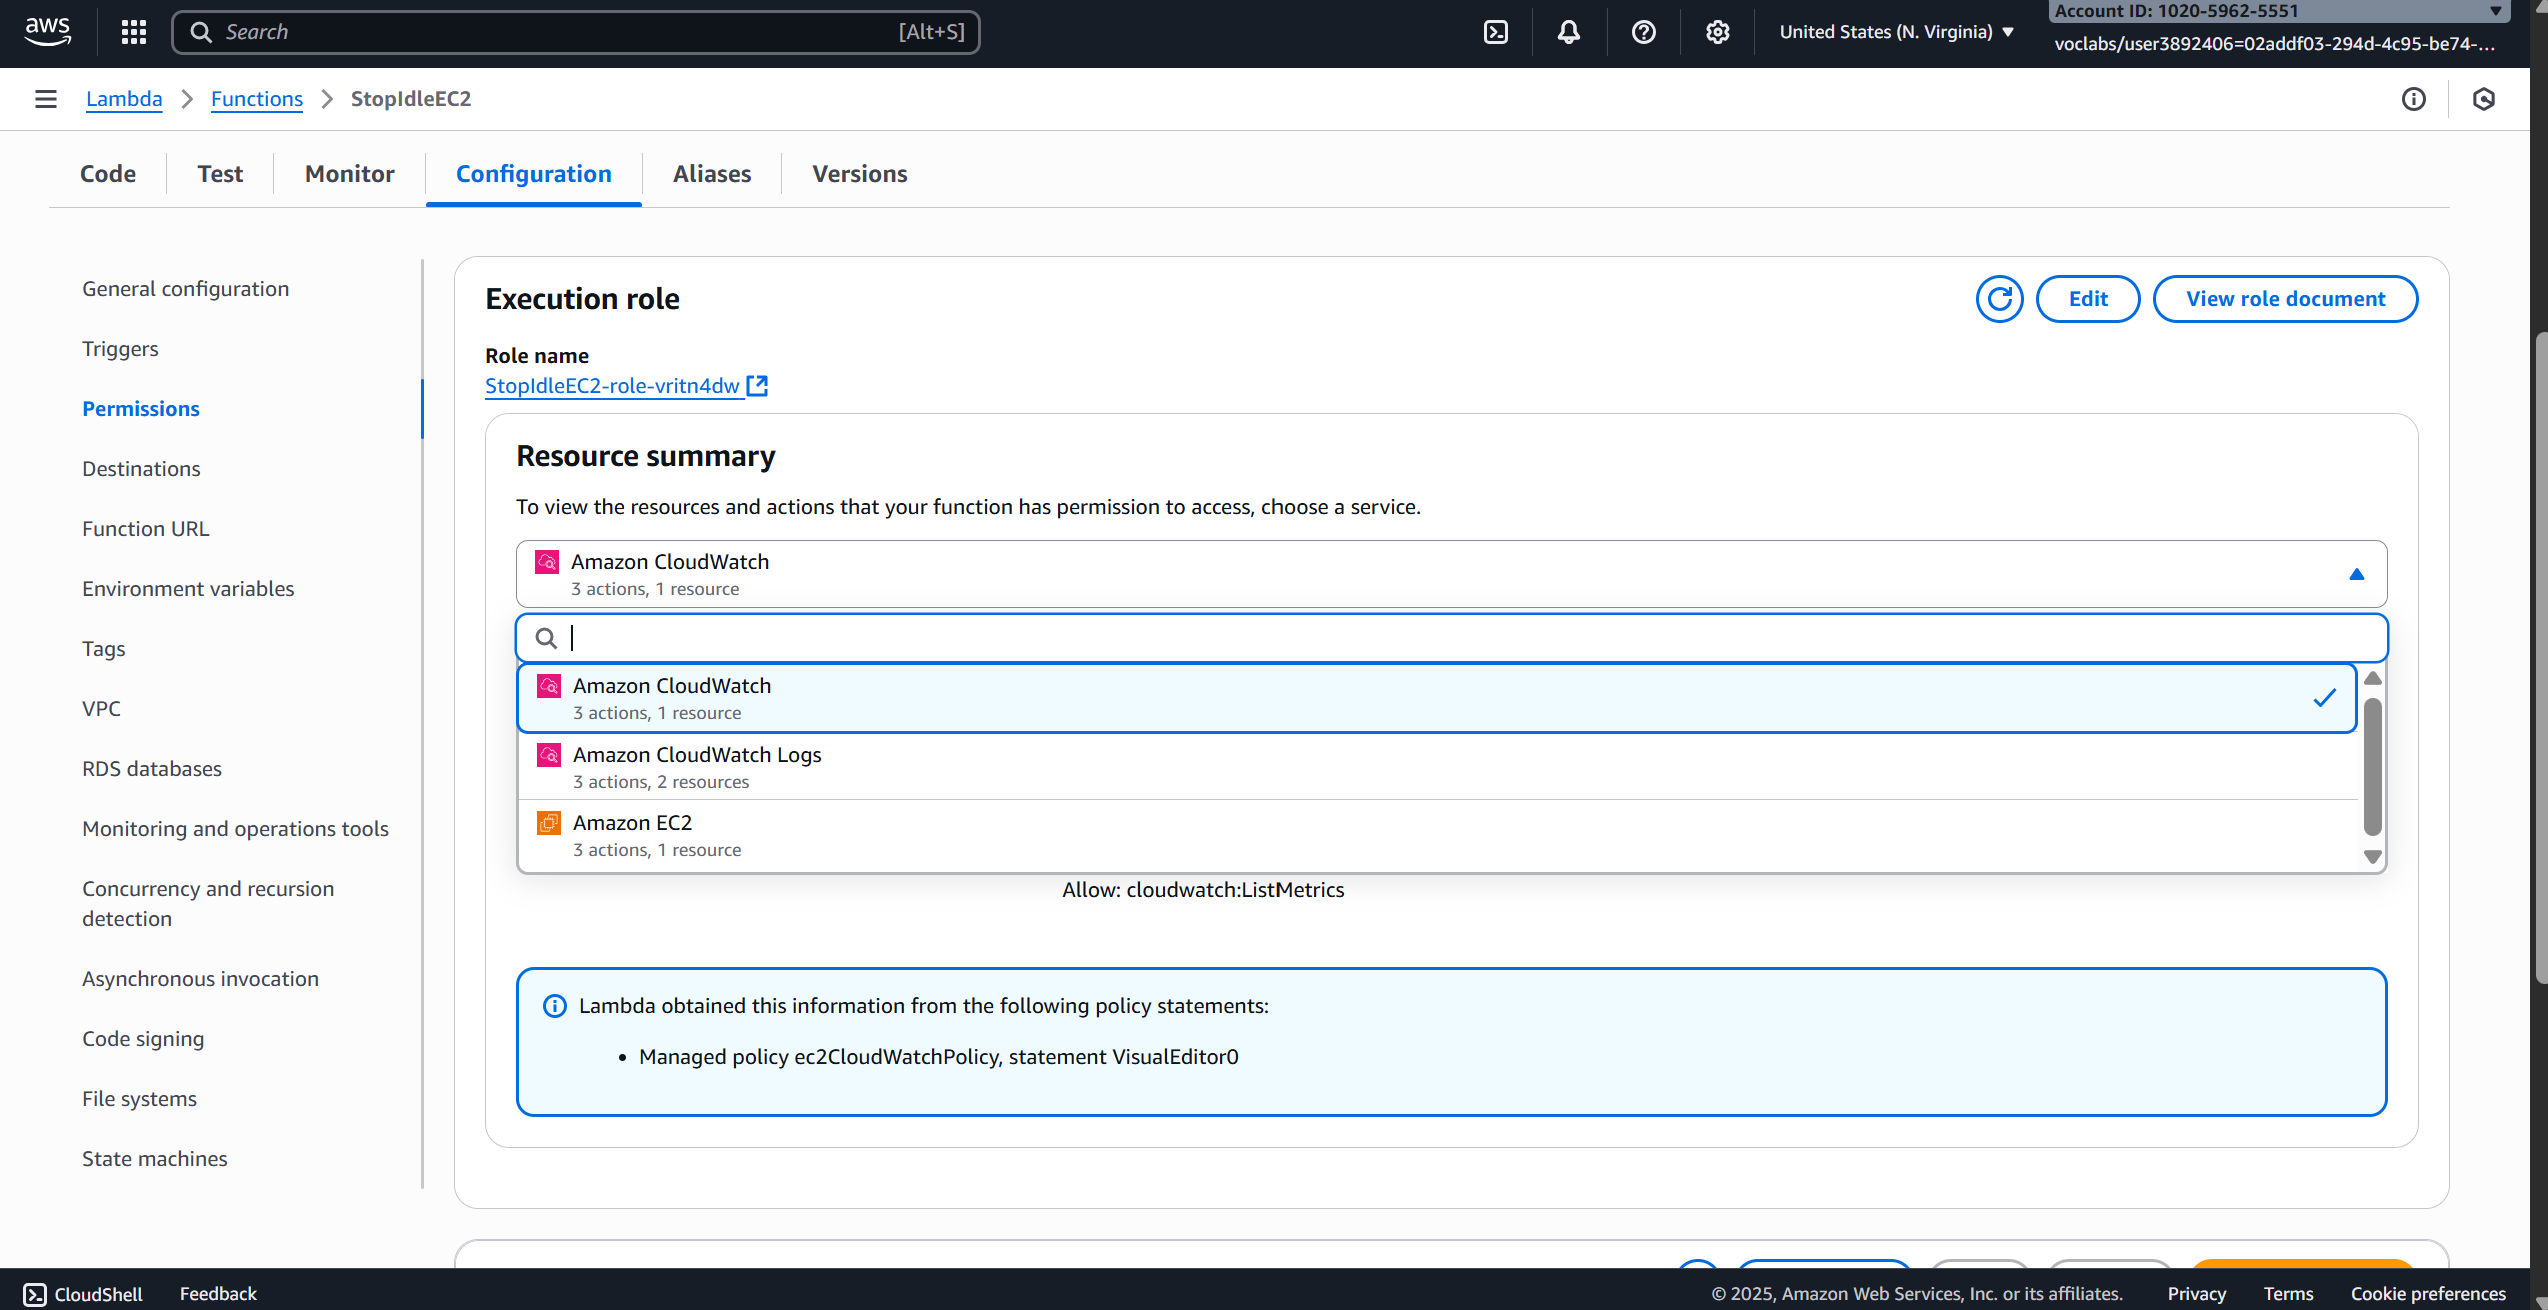 aws
Search
[Alt+S]
United States (N. Virginia)
Account ID: 1020-5962-5551
voclabs/user3892406=02addf03-294d-4c95-be74-...
Lambda
Functions
StopIdleEC2
Code
Test
Monitor
Configuration
Aliases
Versions
General configuration
Triggers
Permissions
Destinations
Function URL
Environment variables
Tags
VPC
RDS databases
Monitoring and operations tools
Concurrency and recursion
detection
Asynchronous invocation
Code signing
File systems
State machines
Execution role
Edit
View role document
Role name
StopIdleEC2-role-vritn4dw
Resource summary
To view the resources and actions that your function has permission to access, choose a service.
Amazon CloudWatch
3 actions, 1 resource
Amazon CloudWatch
3 actions, 1 resource
Amazon CloudWatch Logs
3 actions, 2 resources
Amazon EC2
3 actions, 1 resource
Allow: cloudwatch:ListMetrics
Lambda obtained this information from the following policy statements:
• Managed policy ec2CloudWatchPolicy, statement VisualEditor0
CloudShell
Feedback
© 2025, Amazon Web Services, Inc. or its affiliates.
Privacy
Terms
Cookie preferences